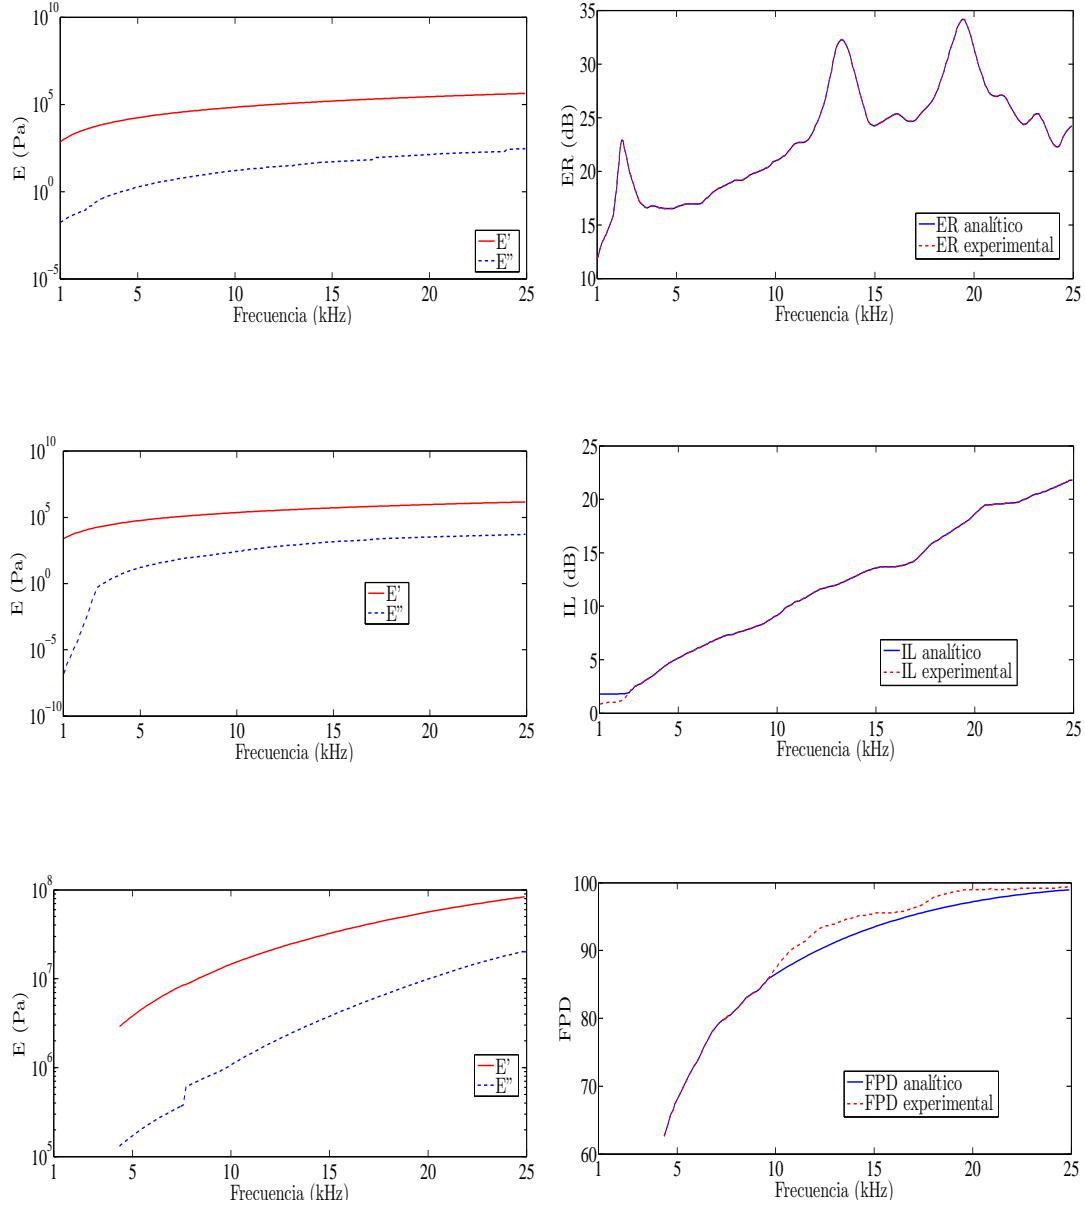 10^10
10^5
10^0
10^−5
E (Pa)
1 5 10 15 20 25
Frecuencia (kHz)
E'
E''
35
30
25
20
15
10
ER (dB)
1 5 10 15 20 25
Frecuencia (kHz)
ER analítico
ER experimental
10^10
10^5
10^0
10^−5
10^−10
E (Pa)
1 5 10 15 20 25
Frecuencia (kHz)
E'
E''
25
20
15
10
5
0
IL (dB)
1 5 10 15 20 25
Frecuencia (kHz)
IL analítico
IL experimental
10^8
10^7
10^6
10^5
E (Pa)
1 5 10 15 20 25
Frecuencia (kHz)
E'
E''
100
90
80
70
60
FPD
1 5 10 15 20 25
Frecuencia (kHz)
FPD analítico
FPD experimental